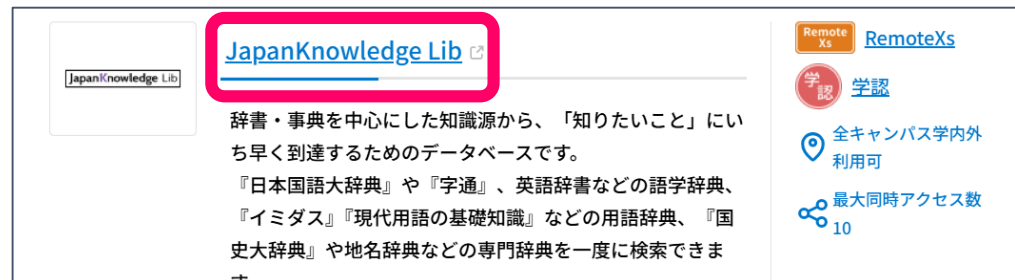 JapanKnowledge Lib
JapanKnowledge Lib
辞書・事典を中心にした知識源から、「知りたいこと」にい
ち早く到達するためのデータベースです。
『日本国語大辞典』や『字通』、英語辞書などの語学辞典、
『イミダス』『現代用語の基礎知識』などの用語辞典、『国
史大辞典』や地名辞典などの専門辞典を一度に検索できま
Remote
Xs
RemoteXs
学
認
学認
全キャンパス学内外
利用可
最大同時アクセス数
10